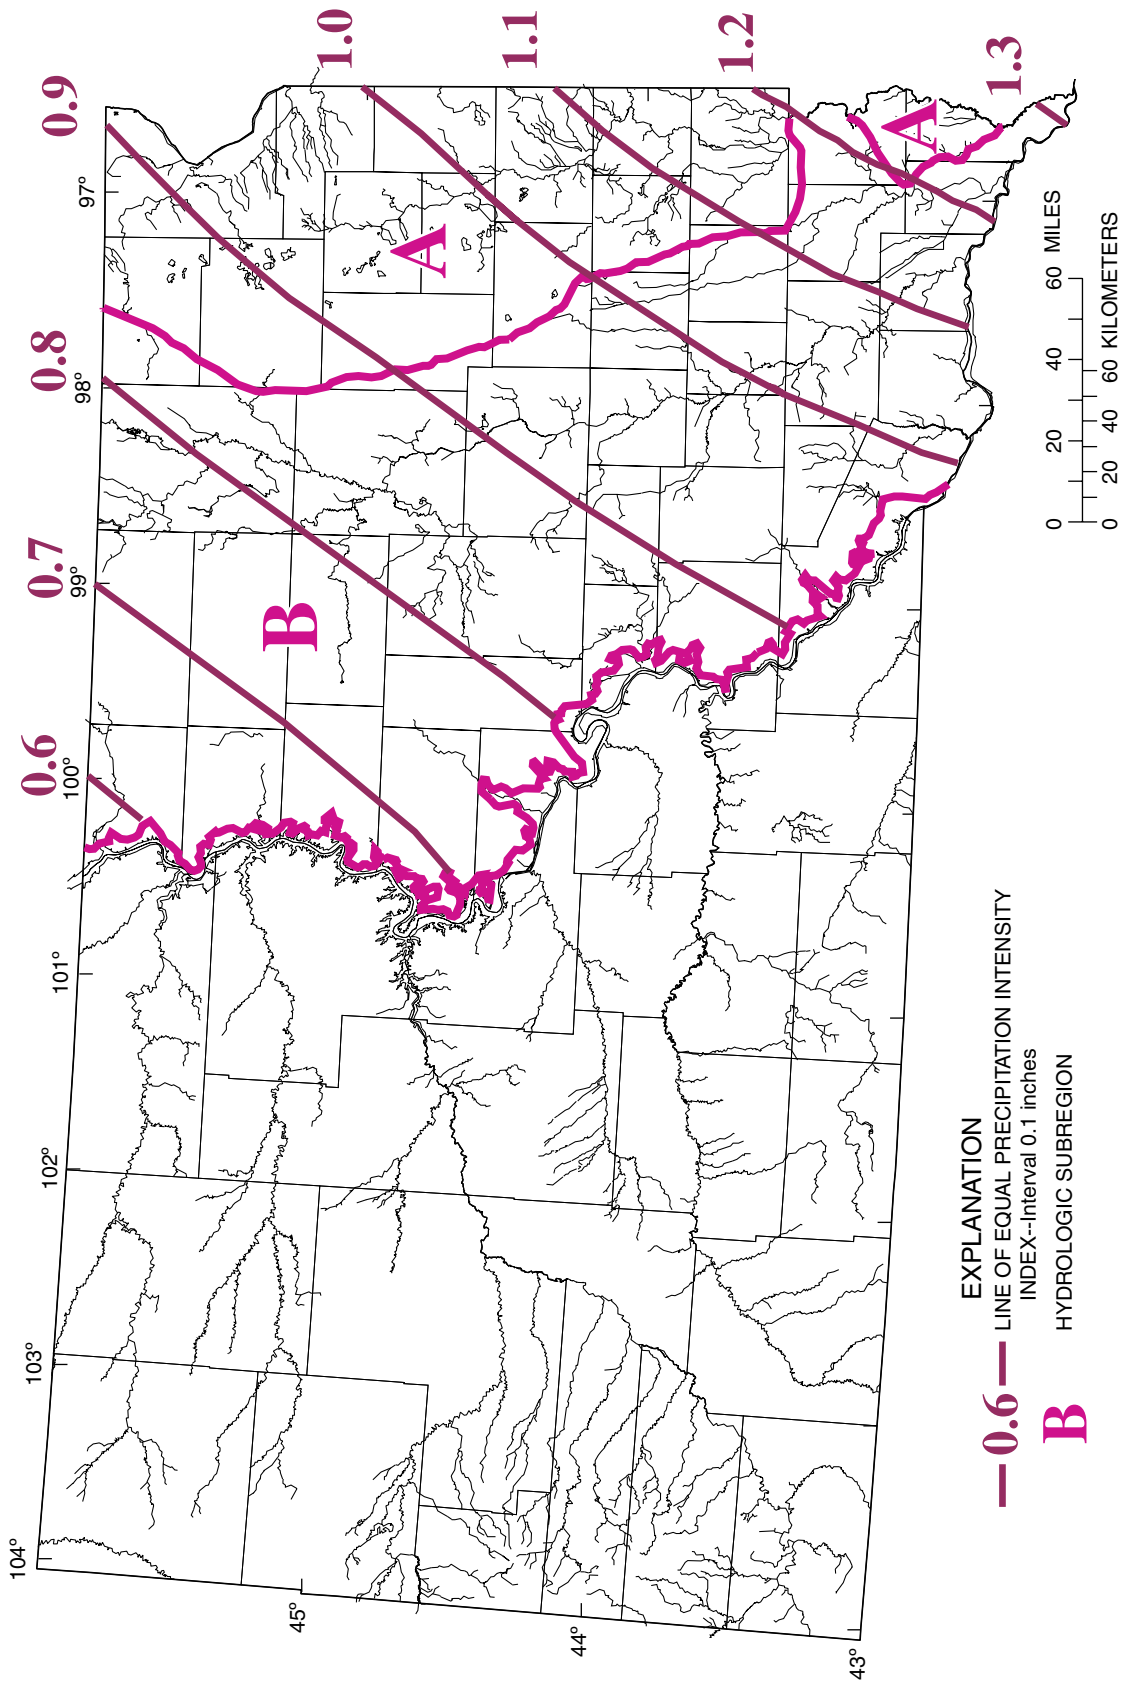 104°
103°
102°
101°
100°
99°
98°
97°
0.6
0.7
0.8
0.9
1.0
1.1
1.2
1.3
45°
44°
43°
B
A
A
EXPLANATION
0.6 LINE OF EQUAL PRECIPITATION INTENSITY
INDEX--Interval 0.1 inches
B HYDROLOGIC SUBREGION
0 20 40 60 MILES
0 20 40 60 KILOMETERS